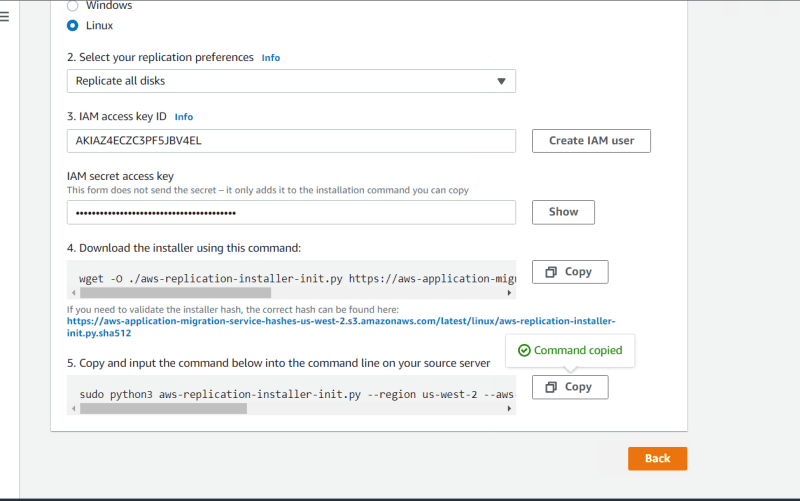 Windows
Linux
2. Select your replication preferences Info
Replicate all disks
3. IAM access key ID Info
AKIAZ4ECZC3PF5JBV4EL
Create IAM user
IAM secret access key
This form does not send the secret – it only adds it to the installation command you can copy
••••••••••••••••••••••••••••••••••••••••
Show
4. Download the installer using this command:
wget -O ./aws-replication-installer-init.py https://aws-application-migr
Copy
If you need to validate the installer hash, the correct hash can be found here:
https://aws-application-migration-service-hashes-us-west-2.s3.amazonaws.com/latest/linux/aws-replication-installer-
init.py.sha512
Command copied
5. Copy and input the command below into the command line on your source server
sudo python3 aws-replication-installer-init.py --region us-west-2 --aws-
Copy
Back